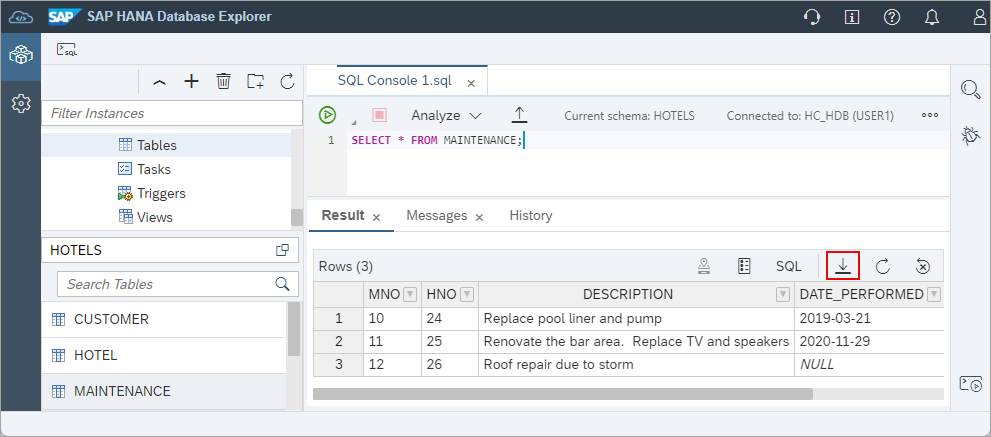 SAP SAP HANA Database Explorer
SQL
Filter Instances
Tables
Tasks
Triggers
Views
HOTELS
Search Tables
CUSTOMER
HOTEL
MAINTENANCE
SQL Console 1.sql
Analyze Current schema: HOTELS Connected to: HC_HDB (USER1)
1 SELECT * FROM MAINTENANCE;
Result Messages History
Rows (3) SQL
MNO HNO DESCRIPTION DATE_PERFORMED
1 10 24 Replace pool liner and pump 2019-03-21
2 11 25 Renovate the bar area. Replace TV and speakers 2020-11-29
3 12 26 Roof repair due to storm NULL